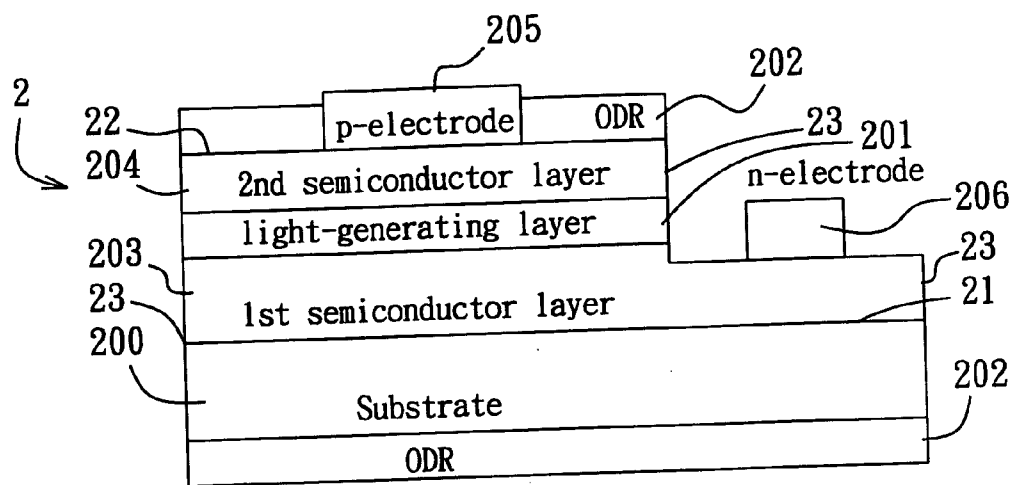 205
202
2
p-electrode
ODR
22
23
201
204
2nd semiconductor layer
n-electrode
light-generating layer
206
203
23
1st semiconductor layer
23
21
200
202
Substrate
ODR